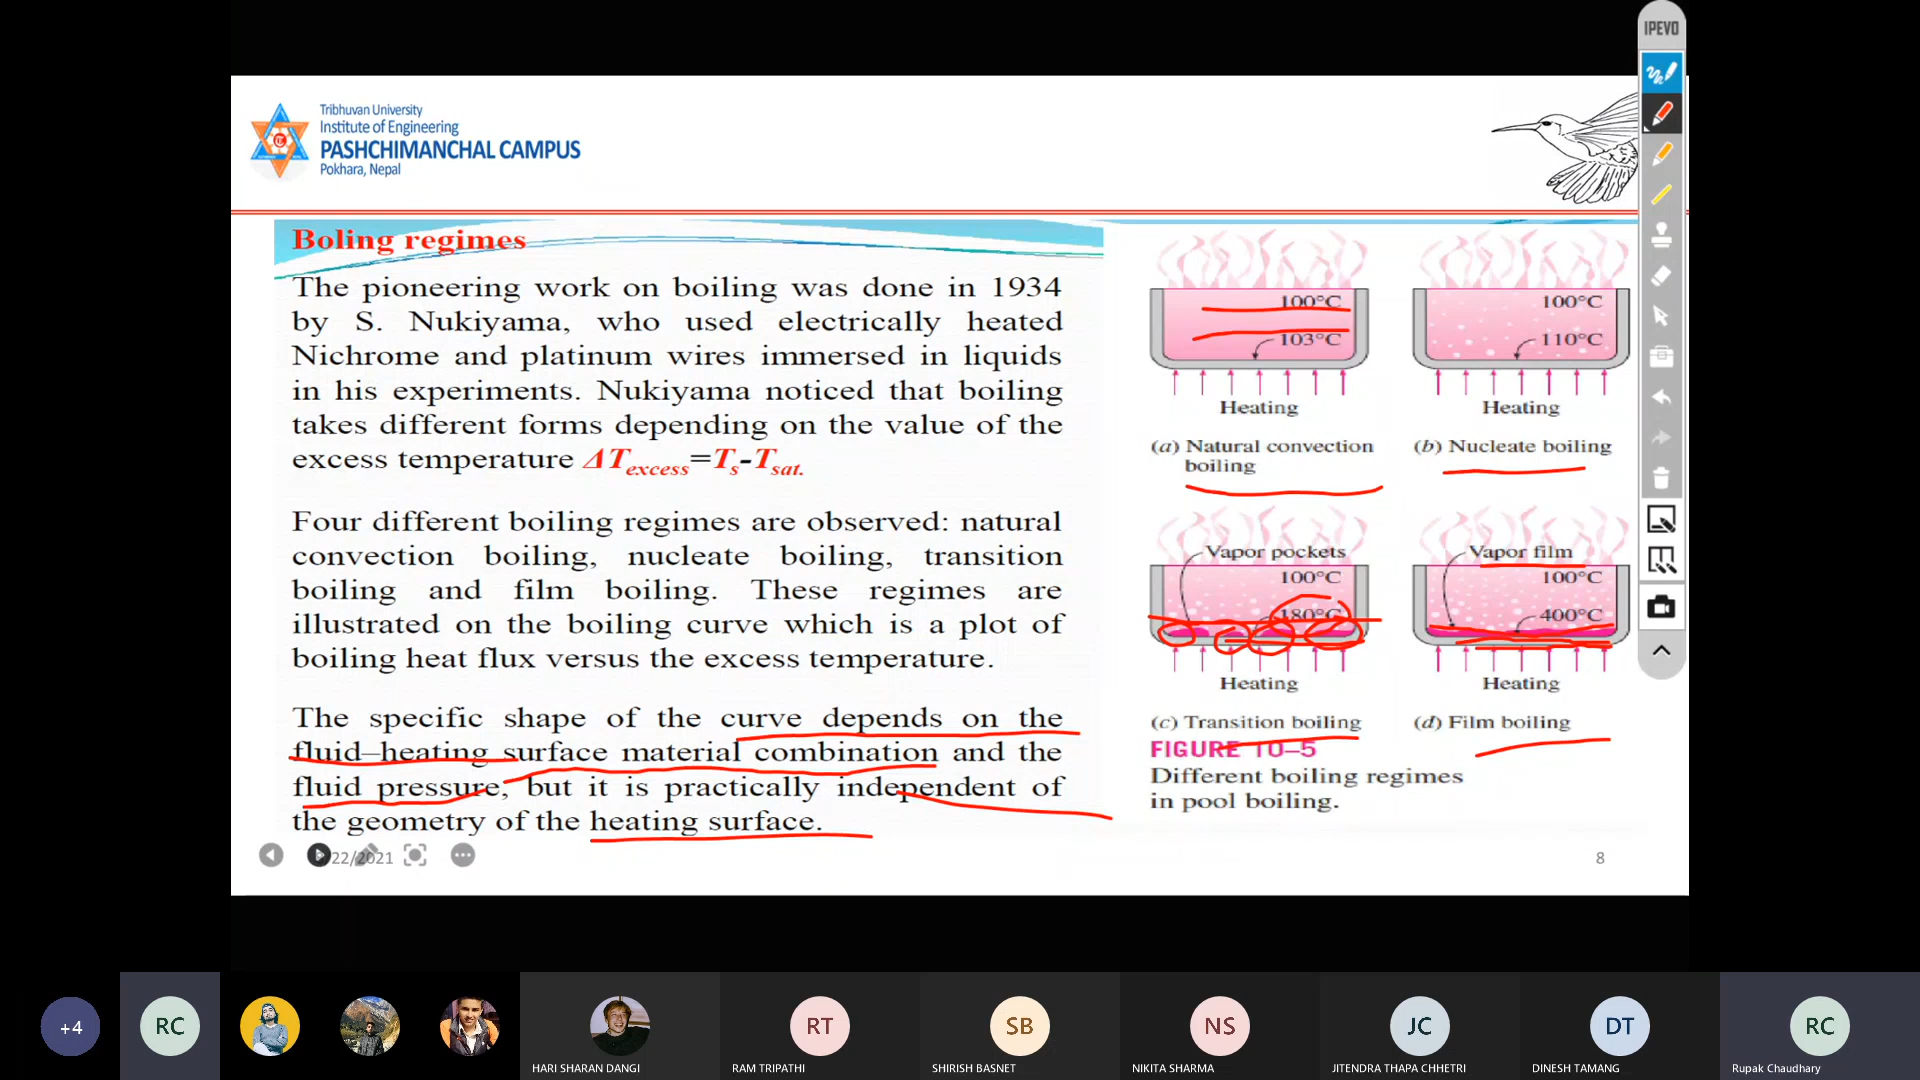 IPEVO
Tribhuvan University
Institute of Engineering
PASHCHIMANCHAL CAMPUS
Pokhara, Nepal
Boling regimes
The pioneering work on boiling was done in 1934
by S. Nukiyama, who used electrically heated
Nichrome and platinum wires immersed in liquids
in his experiments. Nukiyama noticed that boiling
takes different forms depending on the value of the
excess temperature ΔTexcess=Ts-Tsat.
Four different boiling regimes are observed: natural
convection boiling, nucleate boiling, transition
boiling and film boiling. These regimes are
illustrated on the boiling curve which is a plot of
boiling heat flux versus the excess temperature.
The specific shape of the curve depends on the
fluid–heating surface material combination and the
fluid pressure, but it is practically independent of
the geometry of the heating surface.
100°C
103°C
Heating
(a) Natural convection
boiling
100°C
110°C
Heating
(b) Nucleate boiling
Vapor pockets
100°C
180°C
Heating
(c) Transition boiling
Vapor film
100°C
400°C
Heating
(d) Film boiling
FIGURE 10–5
Different boiling regimes
in pool boiling.
22/2021
8
+4
RC
HARI SHARAN DANGI
RT
RAM TRIPATHI
SB
SHIRISH BASNET
NS
NIKITA SHARMA
JC
JITENDRA THAPA CHHETRI
DT
DINESH TAMANG
RC
Rupak Chaudhary